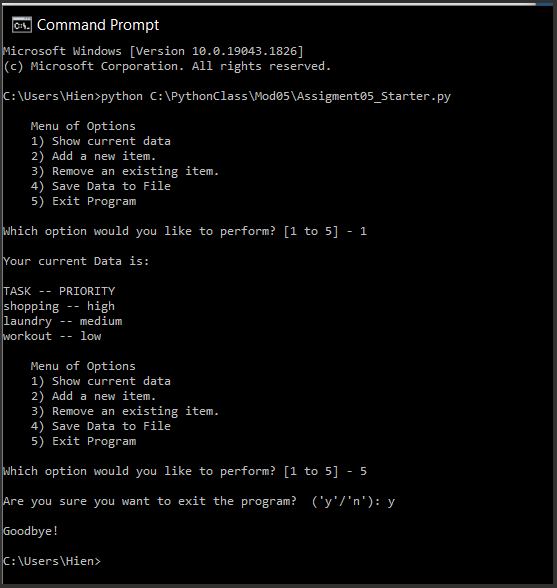 Command Prompt
Microsoft Windows [Version 10.0.19043.1826]
(c) Microsoft Corporation. All rights reserved.
C:\Users\Hien>python C:\PythonClass\Mod05\Assigment05_Starter.py
Menu of Options
1) Show current data
2) Add a new item.
3) Remove an existing item.
4) Save Data to File
5) Exit Program
Which option would you like to perform? [1 to 5] - 1
Your current Data is:
TASK -- PRIORITY
shopping -- high
laundry -- medium
workout -- low
Menu of Options
1) Show current data
2) Add a new item.
3) Remove an existing item.
4) Save Data to File
5) Exit Program
Which option would you like to perform? [1 to 5] - 5
Are you sure you want to exit the program?  ('y'/'n'): y
Goodbye!
C:\Users\Hien>